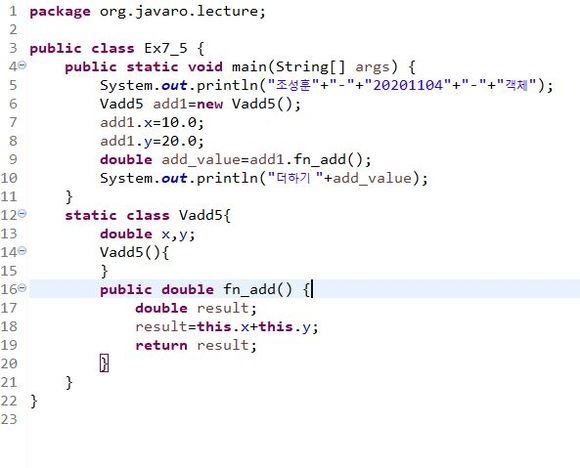 1 package org.javaro.lecture;
2
3 public class Ex7_5 {
4     public static void main(String[] args) {
5         System.out.println("조성훈"+"-"+"20201104"+"-"+"객체");
6         Vadd5 add1=new Vadd5();
7         add1.x=10.0;
8         add1.y=20.0;
9         double add_value=add1.fn_add();
10         System.out.println("더하기 "+add_value);
11     }
12     static class Vadd5{
13         double x,y;
14         Vadd5(){
15         }
16         public double fn_add() {
17             double result;
18             result=this.x+this.y;
19             return result;
20         }
21     }
22 }
23